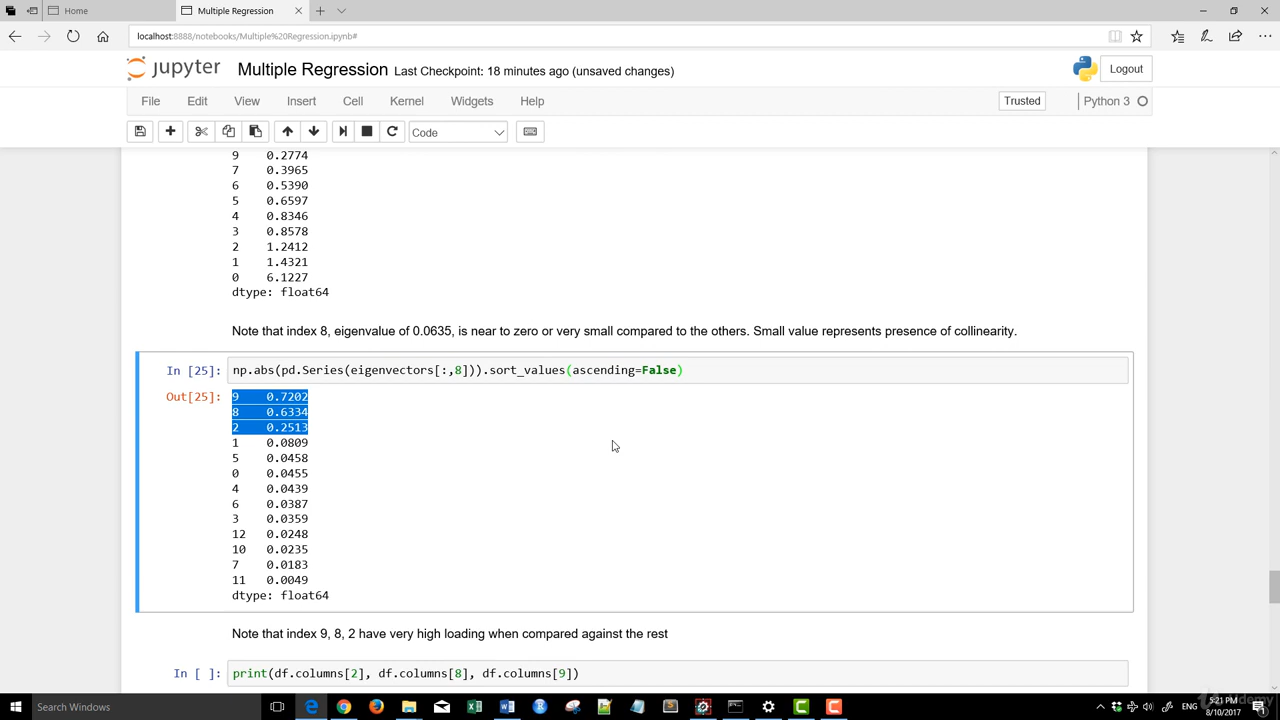 Home
Multiple Regression
localhost:8888/notebooks/Multiple%20Regression.ipynb#
jupyter Multiple Regression Last Checkpoint: 18 minutes ago (unsaved changes)
Logout
File Edit View Insert Cell Kernel Widgets Help
Trusted
Python 3
Code
9 0.2774
7 0.3965
6 0.5390
5 0.6597
4 0.8346
3 0.8578
2 1.2412
1 1.4321
0 6.1227
dtype: float64
Note that index 8, eigenvalue of 0.0635, is near to zero or very small compared to the others. Small value represents presence of collinearity.
In [25]: np.abs(pd.Series(eigenvectors[:,8])).sort_values(ascending=False)
Out[25]: 9 0.7202
8 0.6334
2 0.2513
1 0.0809
5 0.0458
0 0.0455
4 0.0439
6 0.0387
3 0.0359
12 0.0248
10 0.0235
7 0.0183
11 0.0049
dtype: float64
Note that index 9, 8, 2 have very high loading when compared against the rest
In [ ]: print(df.columns[2], df.columns[8], df.columns[9])
Search Windows
ENG
5:21 PM
8/10/2017
Udemy